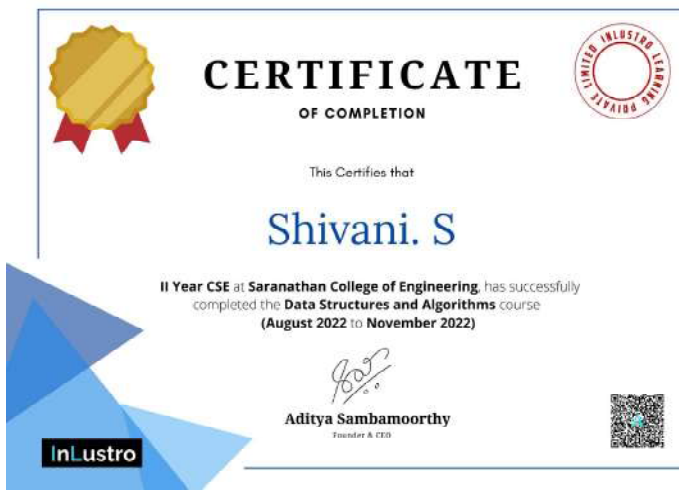 CERTIFICATE
OF COMPLETION
INLUSTRO LEARNING PRIVATE LIMITED
This Certifies that
Shivani. S
II Year CSE at Saranathan College of Engineering, has successfully
completed the Data Structures and Algorithms course
(August 2022 to November 2022)
Aditya Sambamoorthy
Founder & CEO
InLustro